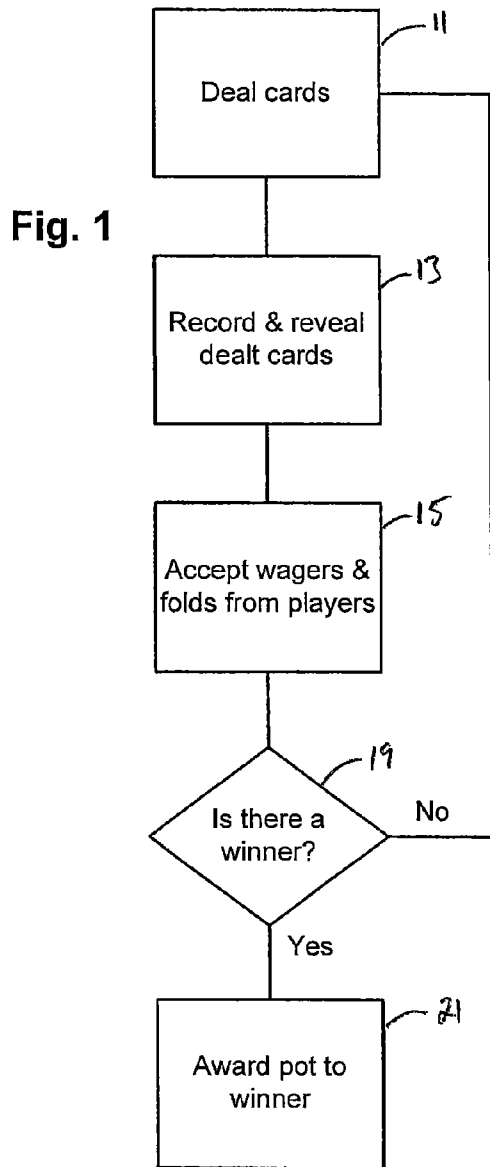 11
Deal cards
Fig. 1
13
Record & reveal
dealt cards
15
Accept wagers &
folds from players
19
Is there a
winner?
No
Yes
21
Award pot to
winner